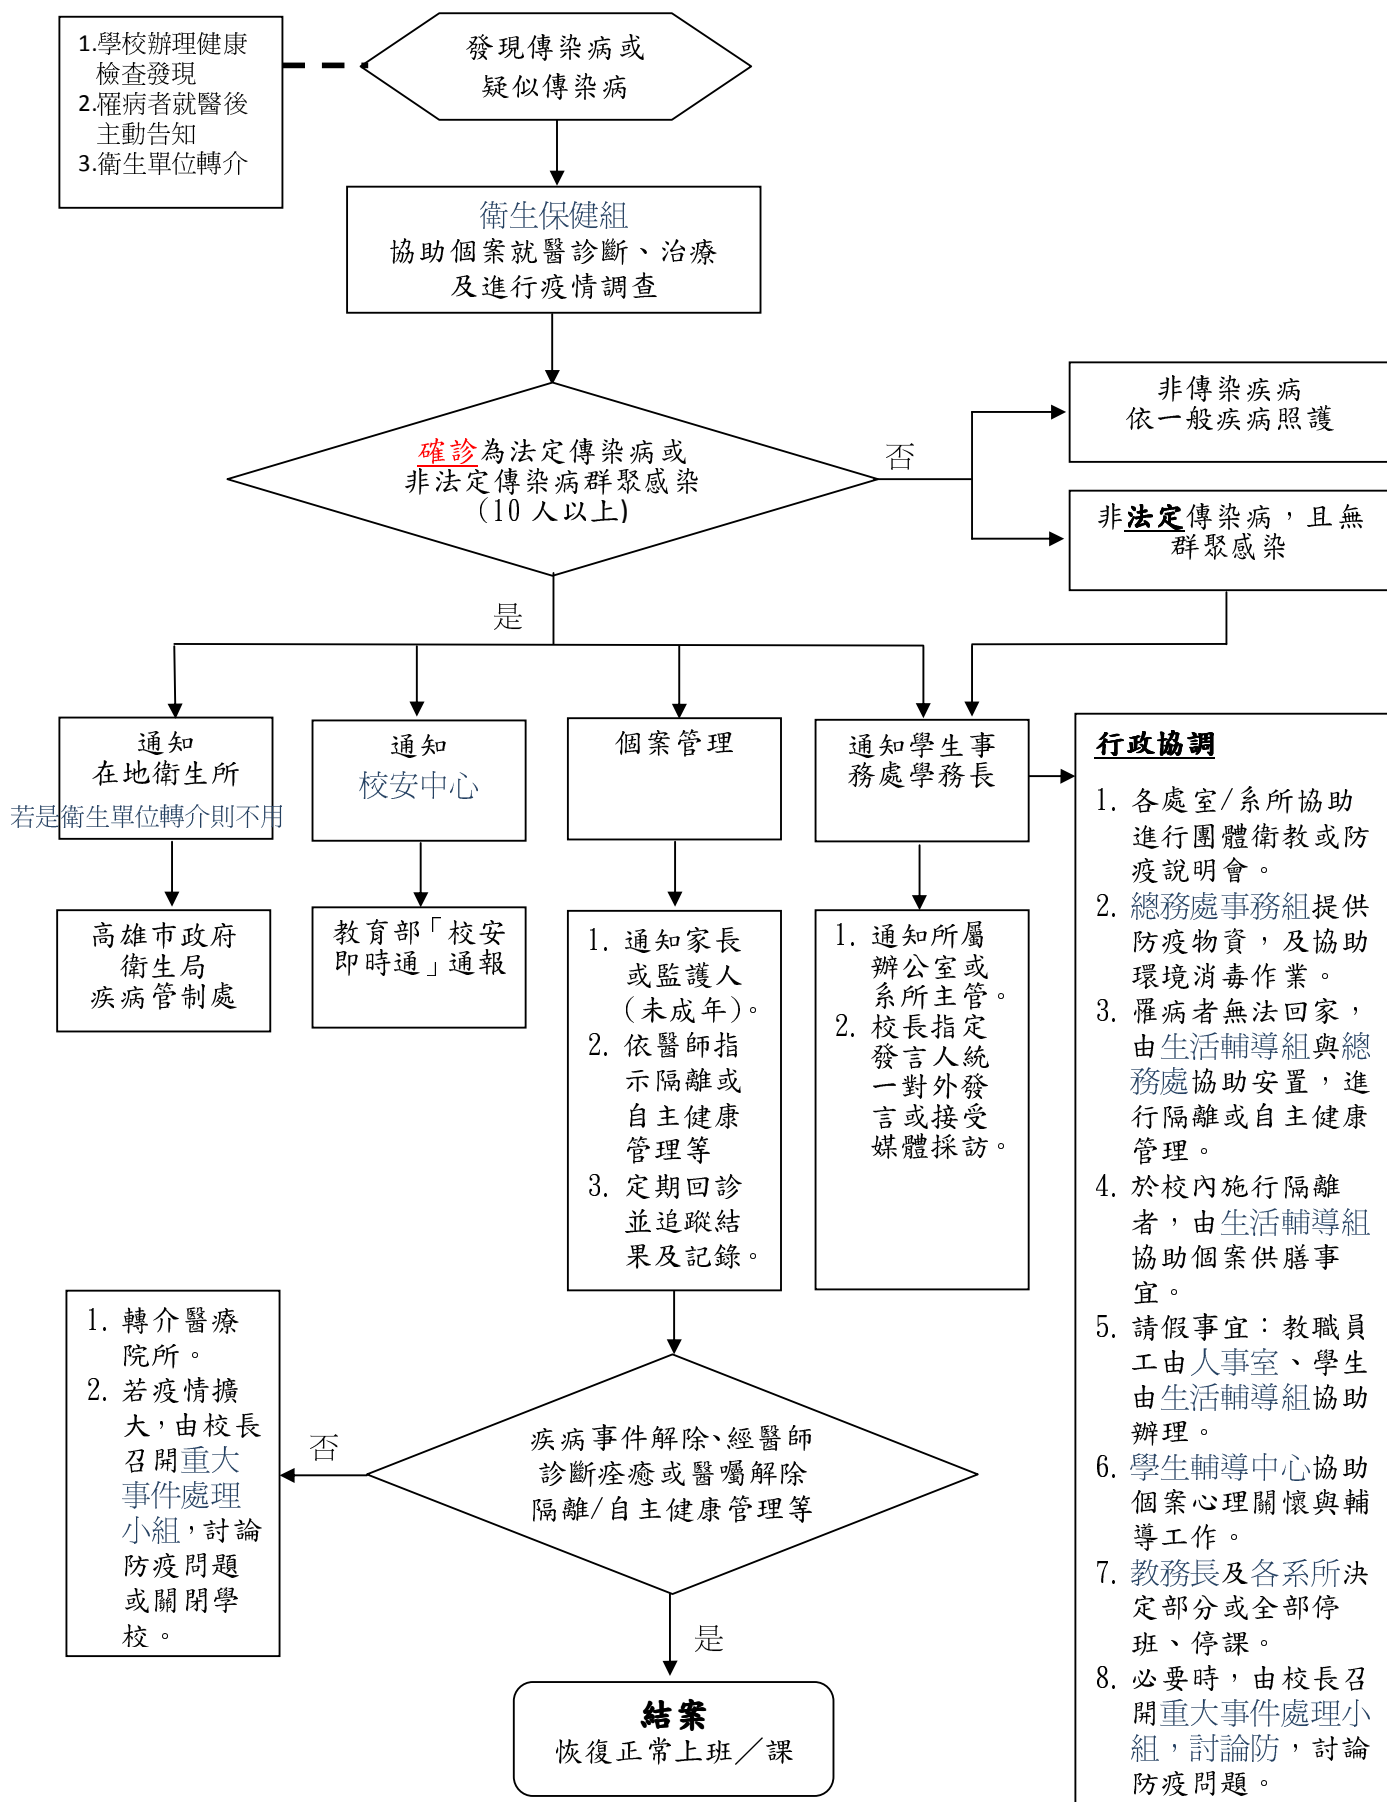 1.學校辦理健康
檢查發現
2.罹病者就醫後
主動告知
3.衛生單位轉介
發現傳染病或
疑似傳染病
衛生保健組
協助個案就醫診斷、治療
及進行疫情調查
確診為法定傳染病或
非法定傳染病群聚感染
(10人以上)
否
非傳染疾病
依一般疾病照護
非法定傳染病，且無
群聚感染
是
通知
在地衛生所
若是衛生單位轉介則不用
通知
校安中心
個案管理
通知學生事
務處學務長
高雄市政府
衛生局
疾病管制處
教育部「校安
即時通」通報
1. 通知家長
或監護人
(未成年)。
2. 依醫師指
示隔離或
自主健康
管理等
3. 定期回診
並追蹤結
果及記錄。
1. 通知所屬
辦公室或
系所主管。
2. 校長指定
發言人統
一對外發
言或接受
媒體採訪。
行政協調
1. 各處室/系所協助
進行團體衛教或防
疫說明會。
2. 總務處事務組提供
防疫物資，及協助
環境消毒作業。
3. 罹病者無法回家，
由生活輔導組與總
務處協助安置，進
行隔離或自主健康
管理。
4. 於校內施行隔離
者，由生活輔導組
協助個案供膳事
宜。
5. 請假事宜：教職員
工由人事室、學生
由生活輔導組協助
辦理。
6. 學生輔導中心協助
個案心理關懷與輔
導工作。
7. 教務長及各系所決
定部分或全部停
班、停課。
8. 必要時，由校長召
開重大事件處理小
組，討論防，討論
防疫問題。
1. 轉介醫療
院所。
2. 若疫情擴
大，由校長
召開重大
事件處理
小組，討論
防疫問題
或關閉學
校。
否
疾病事件解除、經醫師
診斷痊癒或醫囑解除
隔離/自主健康管理等
是
結案
恢復正常上班／課